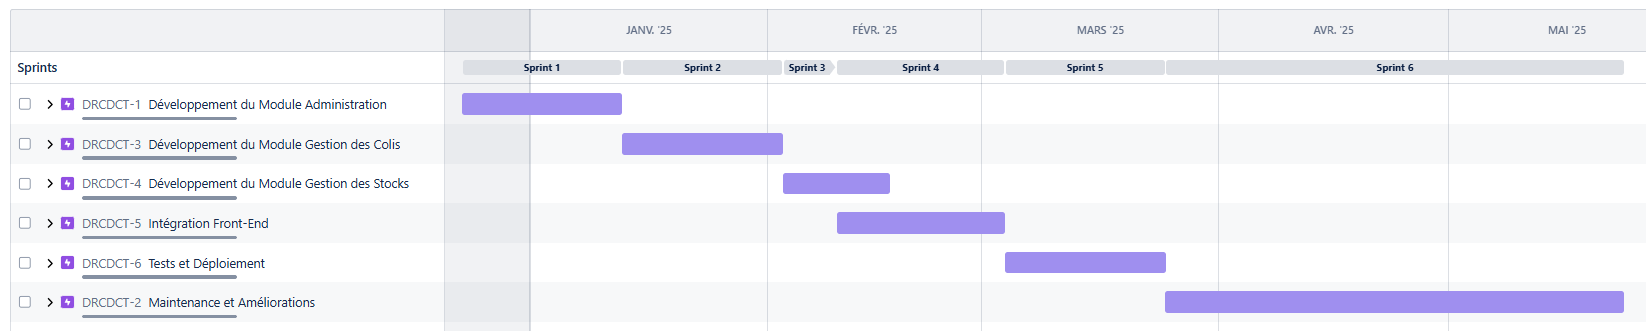 JANV. '25 FÉVR. '25 MARS '25 AVR. '25 MAI '25
Sprints Sprint 1 Sprint 2 Sprint 3 Sprint 4 Sprint 5 Sprint 6
DRCDCT-1 Développement du Module Administration
DRCDCT-3 Développement du Module Gestion des Colis
DRCDCT-4 Développement du Module Gestion des Stocks
DRCDCT-5 Intégration Front-End
DRCDCT-6 Tests et Déploiement
DRCDCT-2 Maintenance et Améliorations